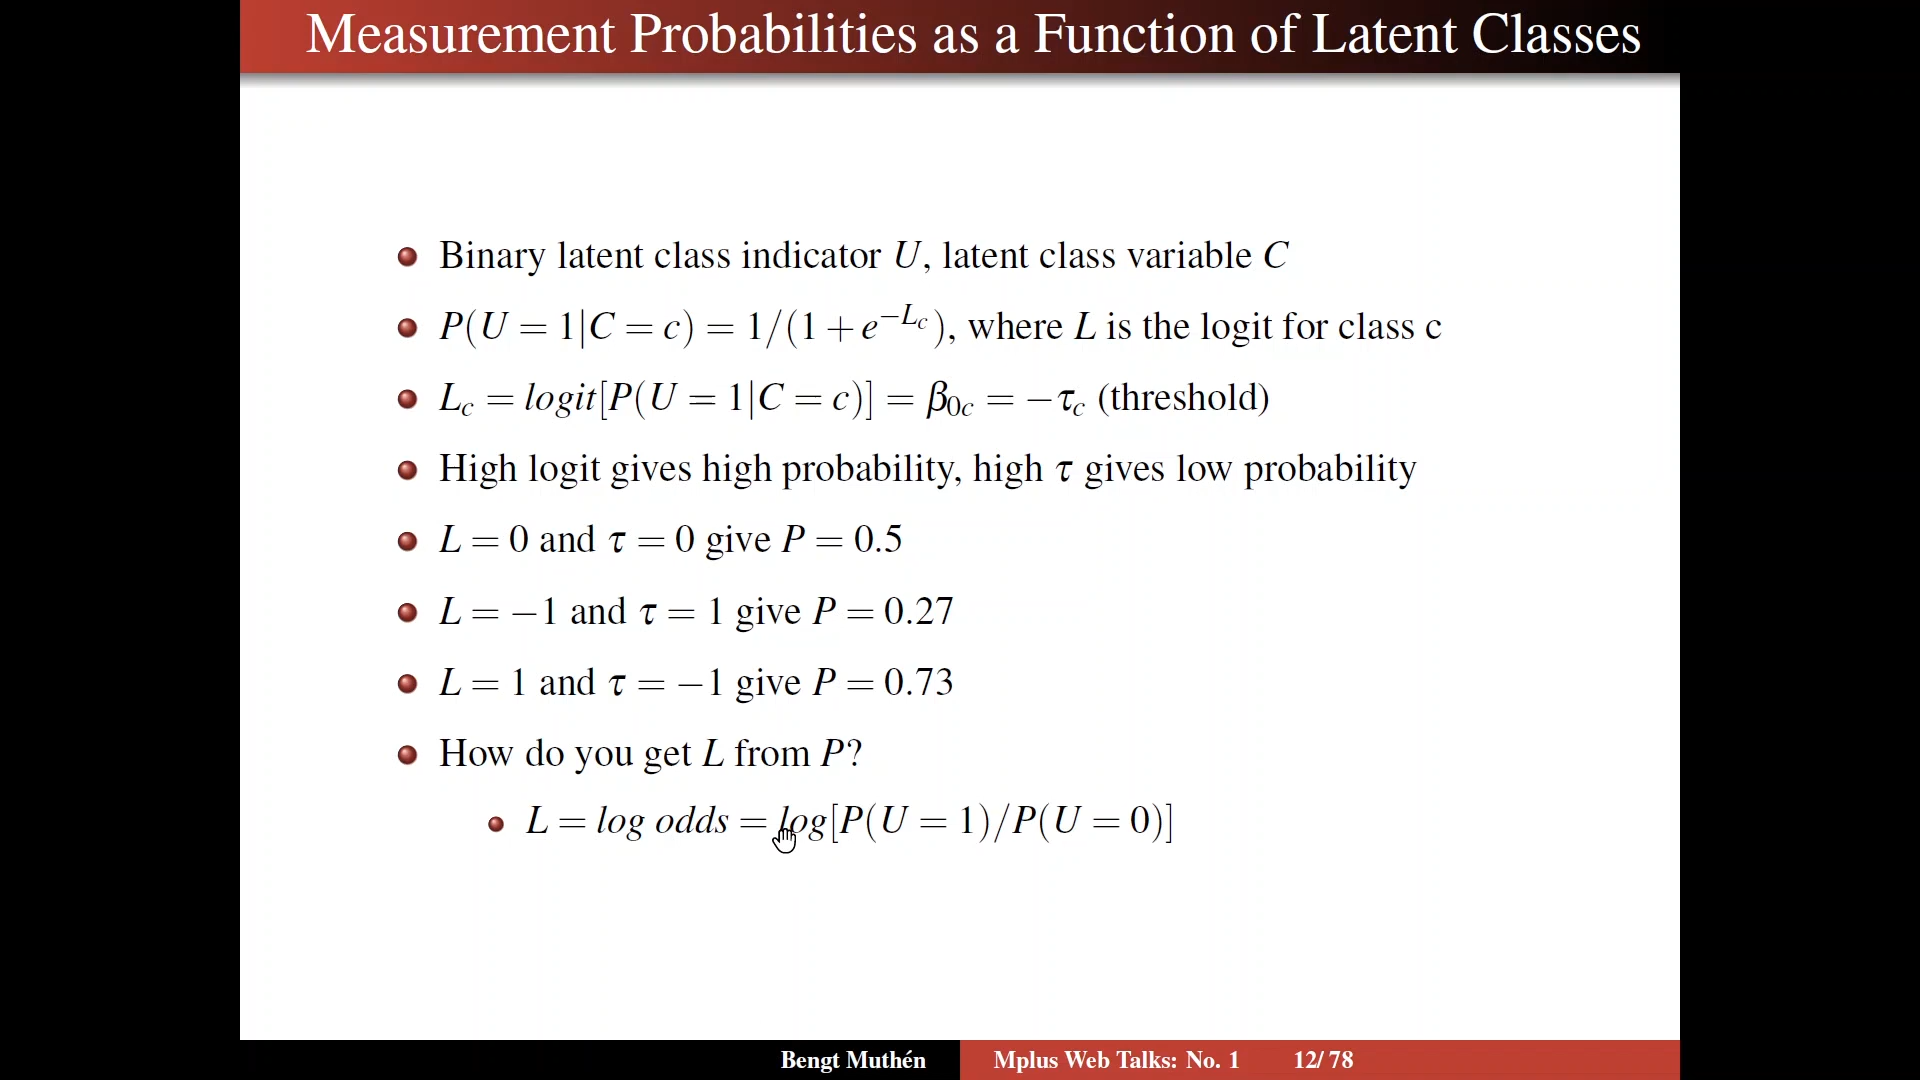 Measurement Probabilities as a Function of Latent Classes
Binary latent class indicator U, latent class variable C
P(U = 1|C = c) = 1/(1 + e^{−L_c}), where L is the logit for class c
L_c = logit[P(U = 1|C = c)] = β_{0c} = −τ_c (threshold)
High logit gives high probability, high τ gives low probability
L = 0 and τ = 0 give P = 0.5
L = −1 and τ = 1 give P = 0.27
L = 1 and τ = −1 give P = 0.73
How do you get L from P?
L = log odds = log[P(U = 1)/P(U = 0)]
Bengt Muthén Mplus Web Talks: No. 1 12/ 78